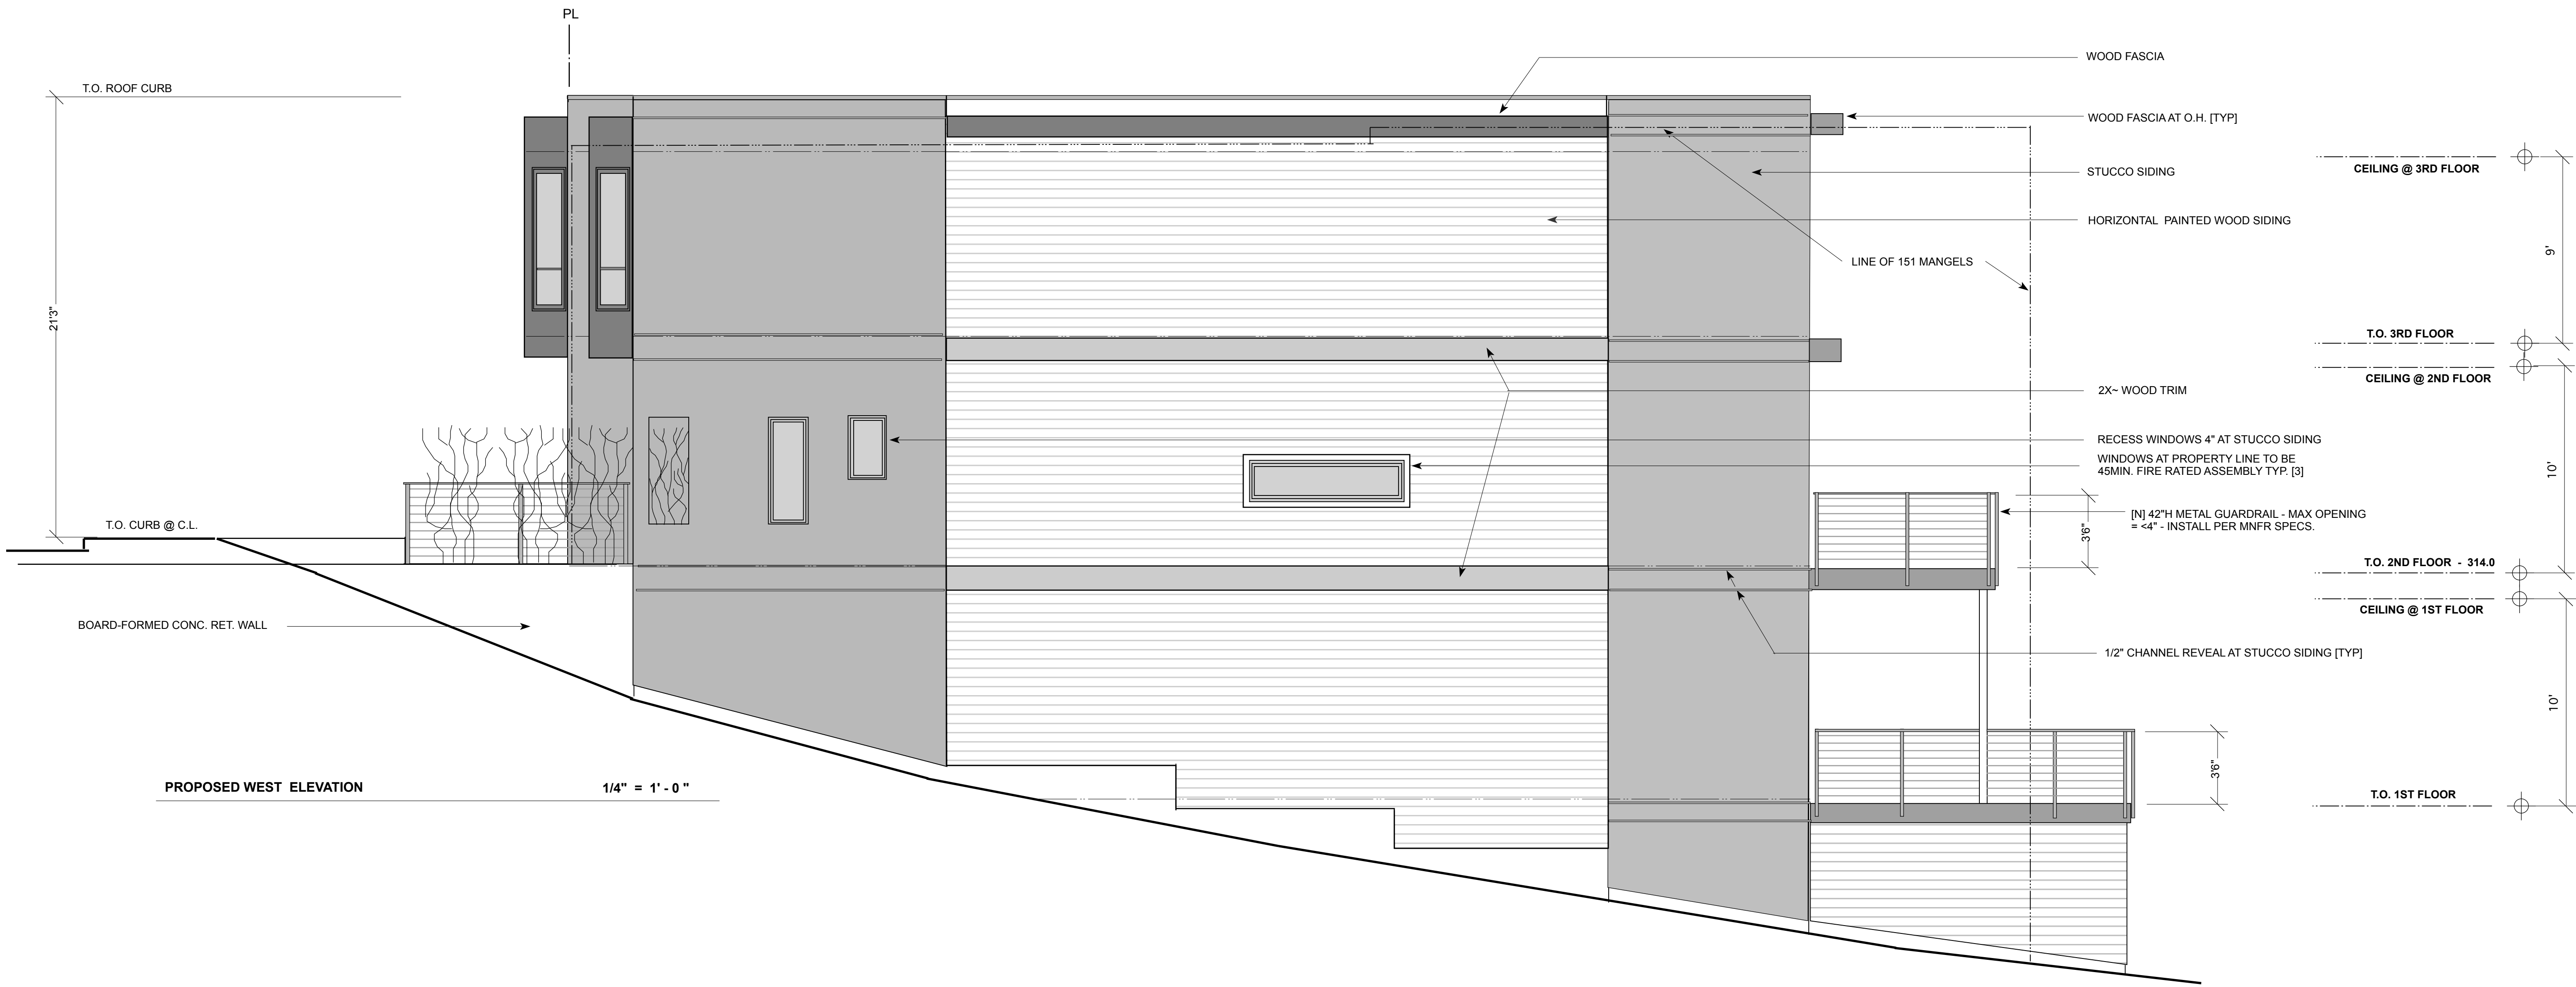 PL
WOOD FASCIA
T.O. ROOF CURB
WOOD FASCIA AT O.H. [TYP]
CEILING @ 3RD FLOOR
STUCCO SIDING
HORIZONTAL PAINTED WOOD SIDING
9'
LINE OF 151 MANGELS
21'3"
T.O. 3RD FLOOR
CEILING @ 2ND FLOOR
2X~ WOOD TRIM
RECESS WINDOWS 4" AT STUCCO SIDING
WINDOWS AT PROPERTY LINE TO BE
45MIN. FIRE RATED ASSEMBLY TYP. [3]
10'
[N] 42"H METAL GUARDRAIL - MAX OPENING
= <4" - INSTALL PER MNFR SPECS.
T.O. CURB @ C.L.
3'6"
T.O. 2ND FLOOR - 314.0
CEILING @ 1ST FLOOR
BOARD-FORMED CONC. RET. WALL
1/2" CHANNEL REVEAL AT STUCCO SIDING [TYP]
10'
3'6"
PROPOSED WEST ELEVATION 1/4" = 1' - 0 "
T.O. 1ST FLOOR